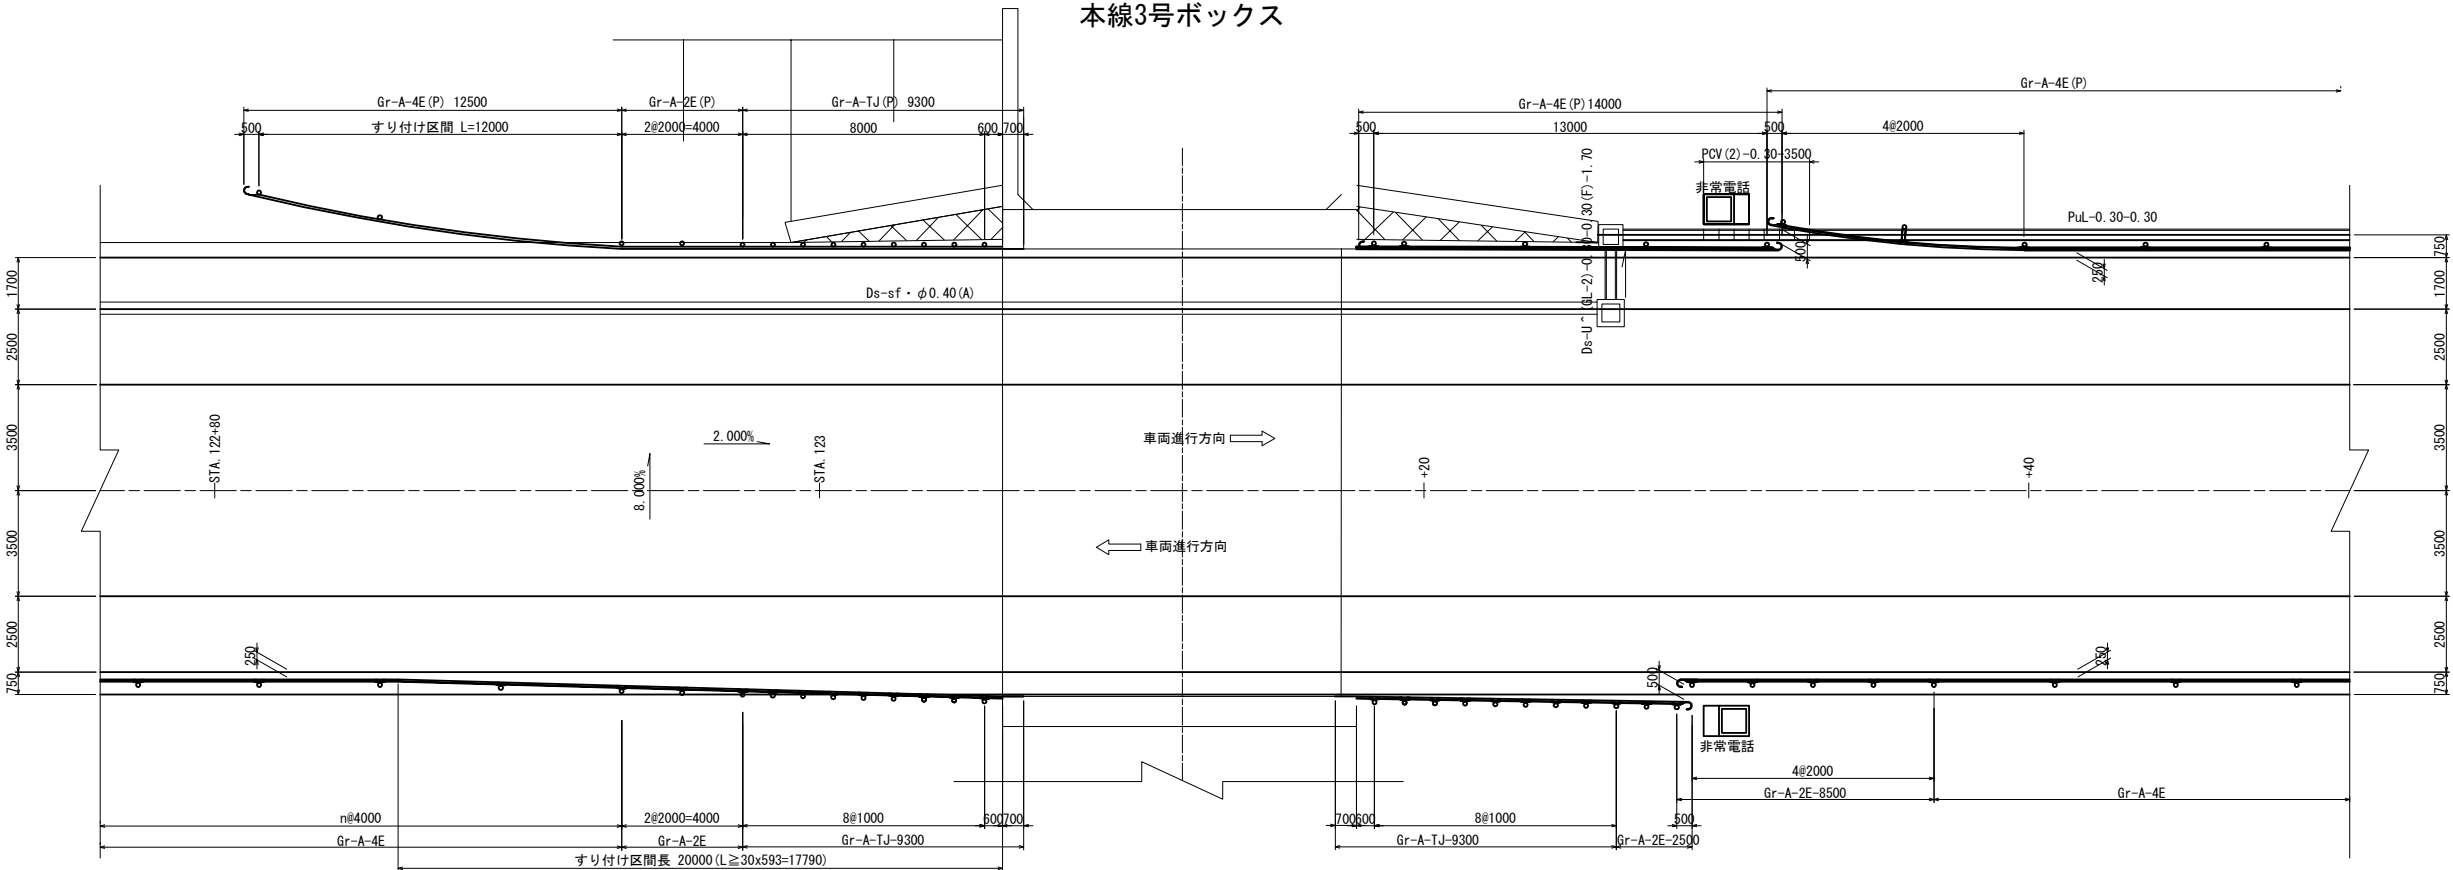 本線3号ボックス
Gr-A-4E(P)
Gr-A-4E(P) 12500
Gr-A-2E(P)
Gr-A-TJ(P) 9300
Gr-A-4E(P)14000
500
すり付け区間 L=12000
2@2000=4000
8000
600
700
500
13000
500
4@2000
PCV(2)-0.30-3500
非常電話
PuL-0.30-0.30
500
250
750
1700
1700
Ds-sf・φ0.40(A)
2500
2500
3500
3500
STA.122+80
2.000%
8.000%
STA.123
車両進行方向
+20
+40
車両進行方向
3500
3500
2500
2500
250
250
750
500
750
非常電話
4@2000
Gr-A-2E-8500
Gr-A-4E
n@4000
2@2000=4000
8@1000
600
700
700
600
8@1000
500
Gr-A-4E
Gr-A-2E
Gr-A-TJ-9300
Gr-A-TJ-9300
Gr-A-2E-2500
すり付け区間長 20000(L≧30x593=17790)